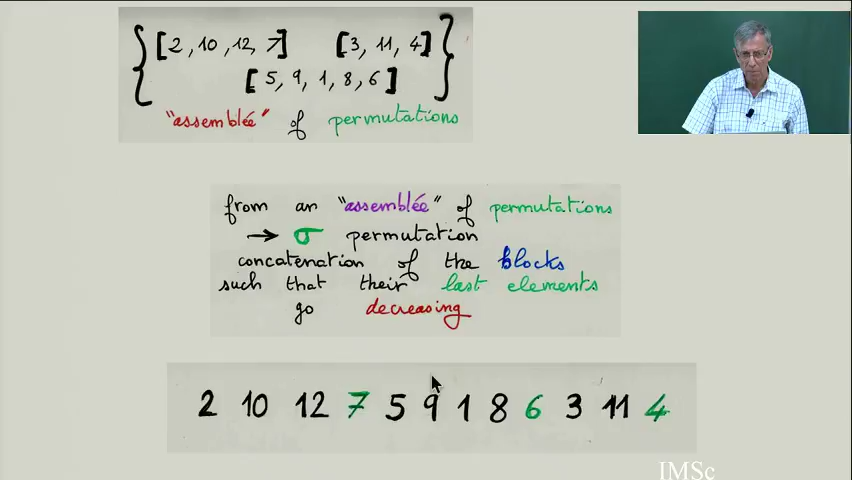 { [2, 10, 12, 7] [3, 11, 4]
[5, 9, 1, 8, 6] }
"assemblée" of permutations
from an "assemblée" of permutations
→ σ permutation
concatenation of the blocks
such that their last elements
go decreasing
2 10 12 7 5 9 1 8 6 3 11 4
IMSc